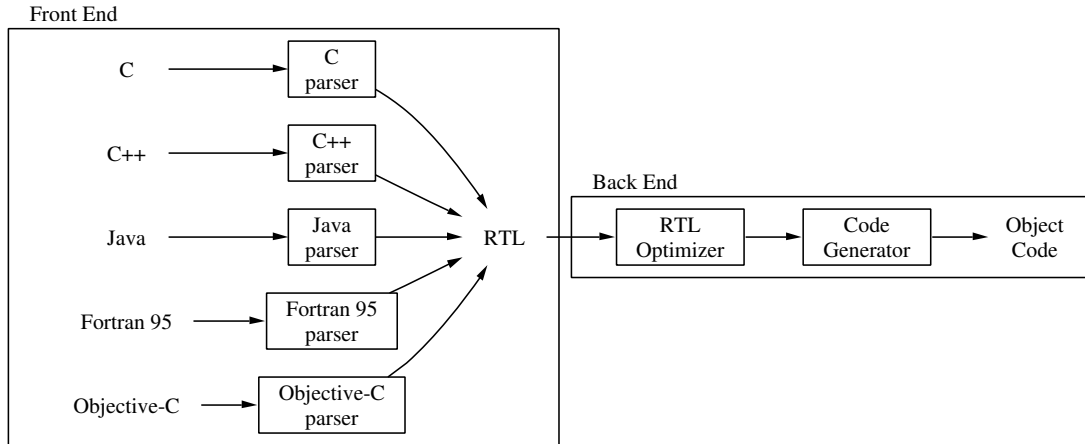 Front End
C
C
parser
C++
C++
parser
Java
Java
parser
Fortran 95
Fortran 95
parser
Objective-C
Objective-C
parser
RTL
Back End
RTL
Optimizer
Code
Generator
Object
Code